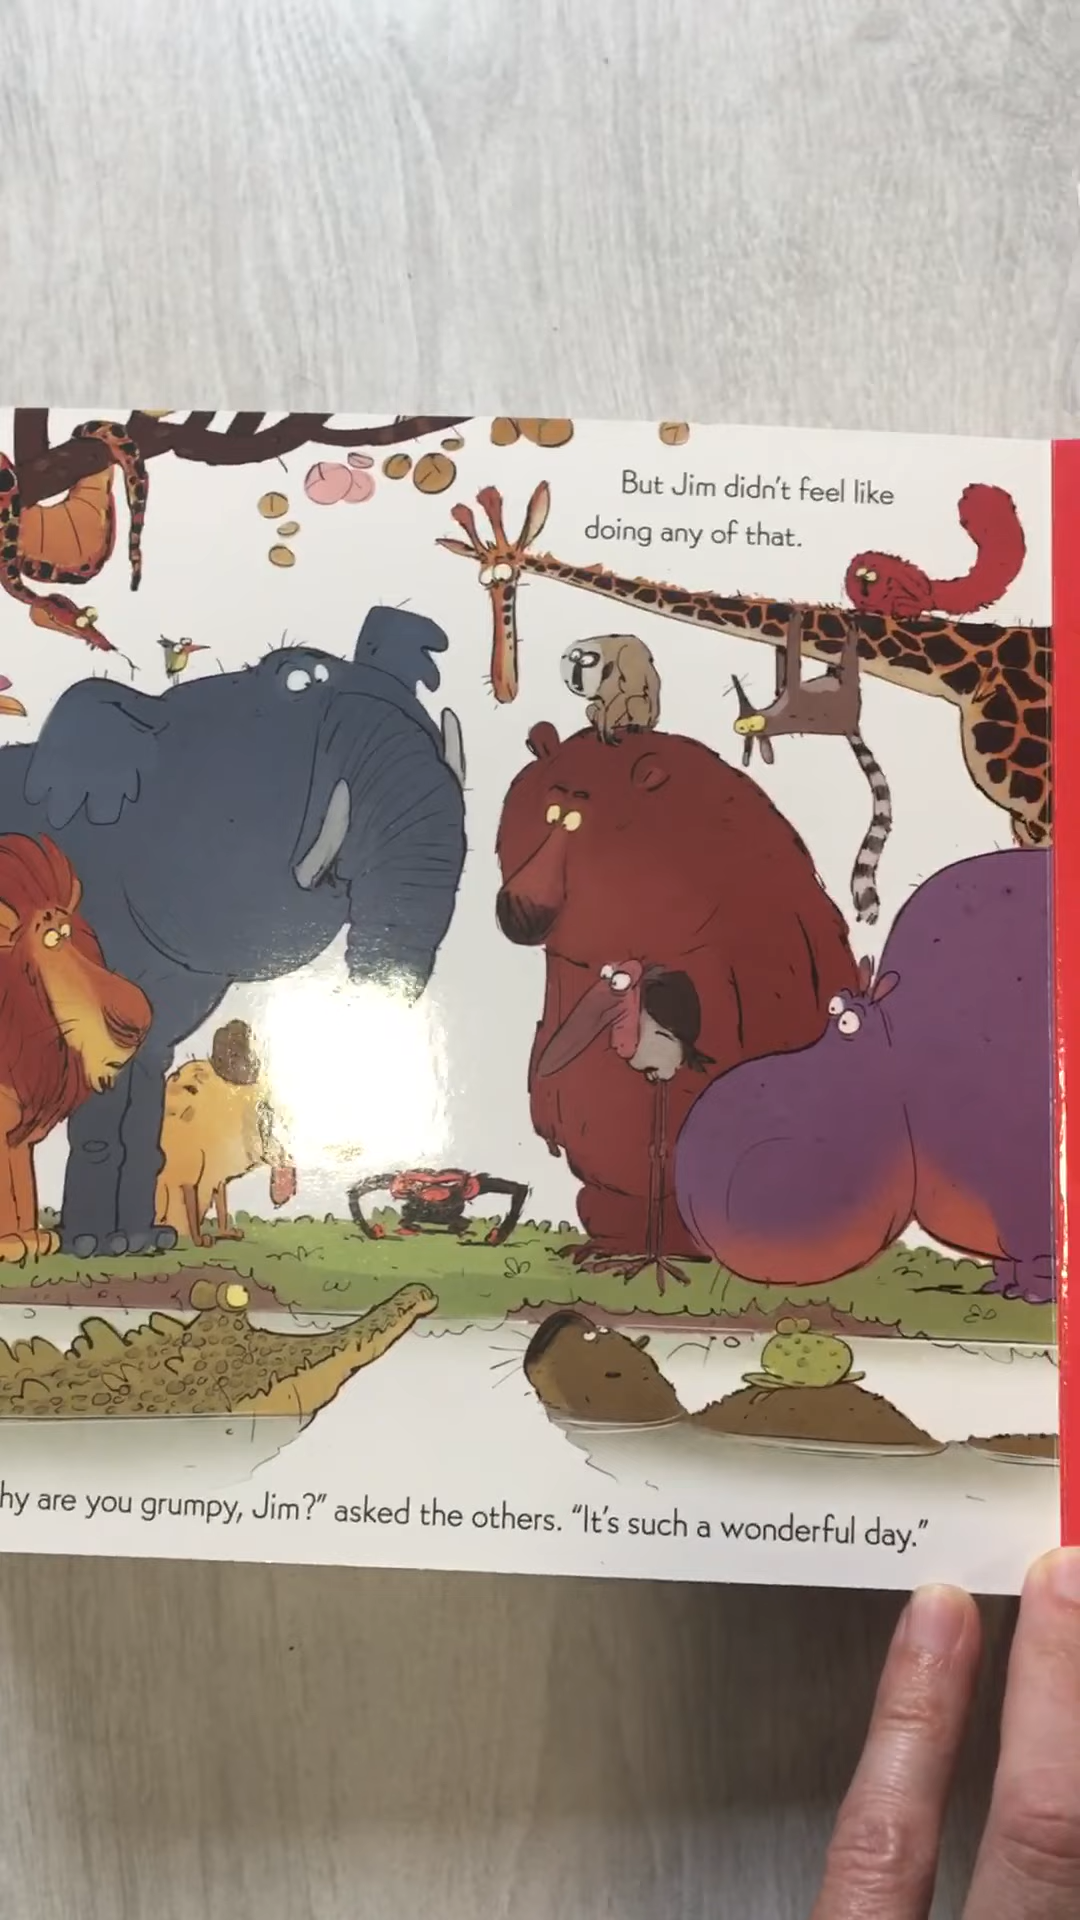 But Jim didn't feel like
doing any of that.
hy are you grumpy, Jim?" asked the others. "It's such a wonderful day."